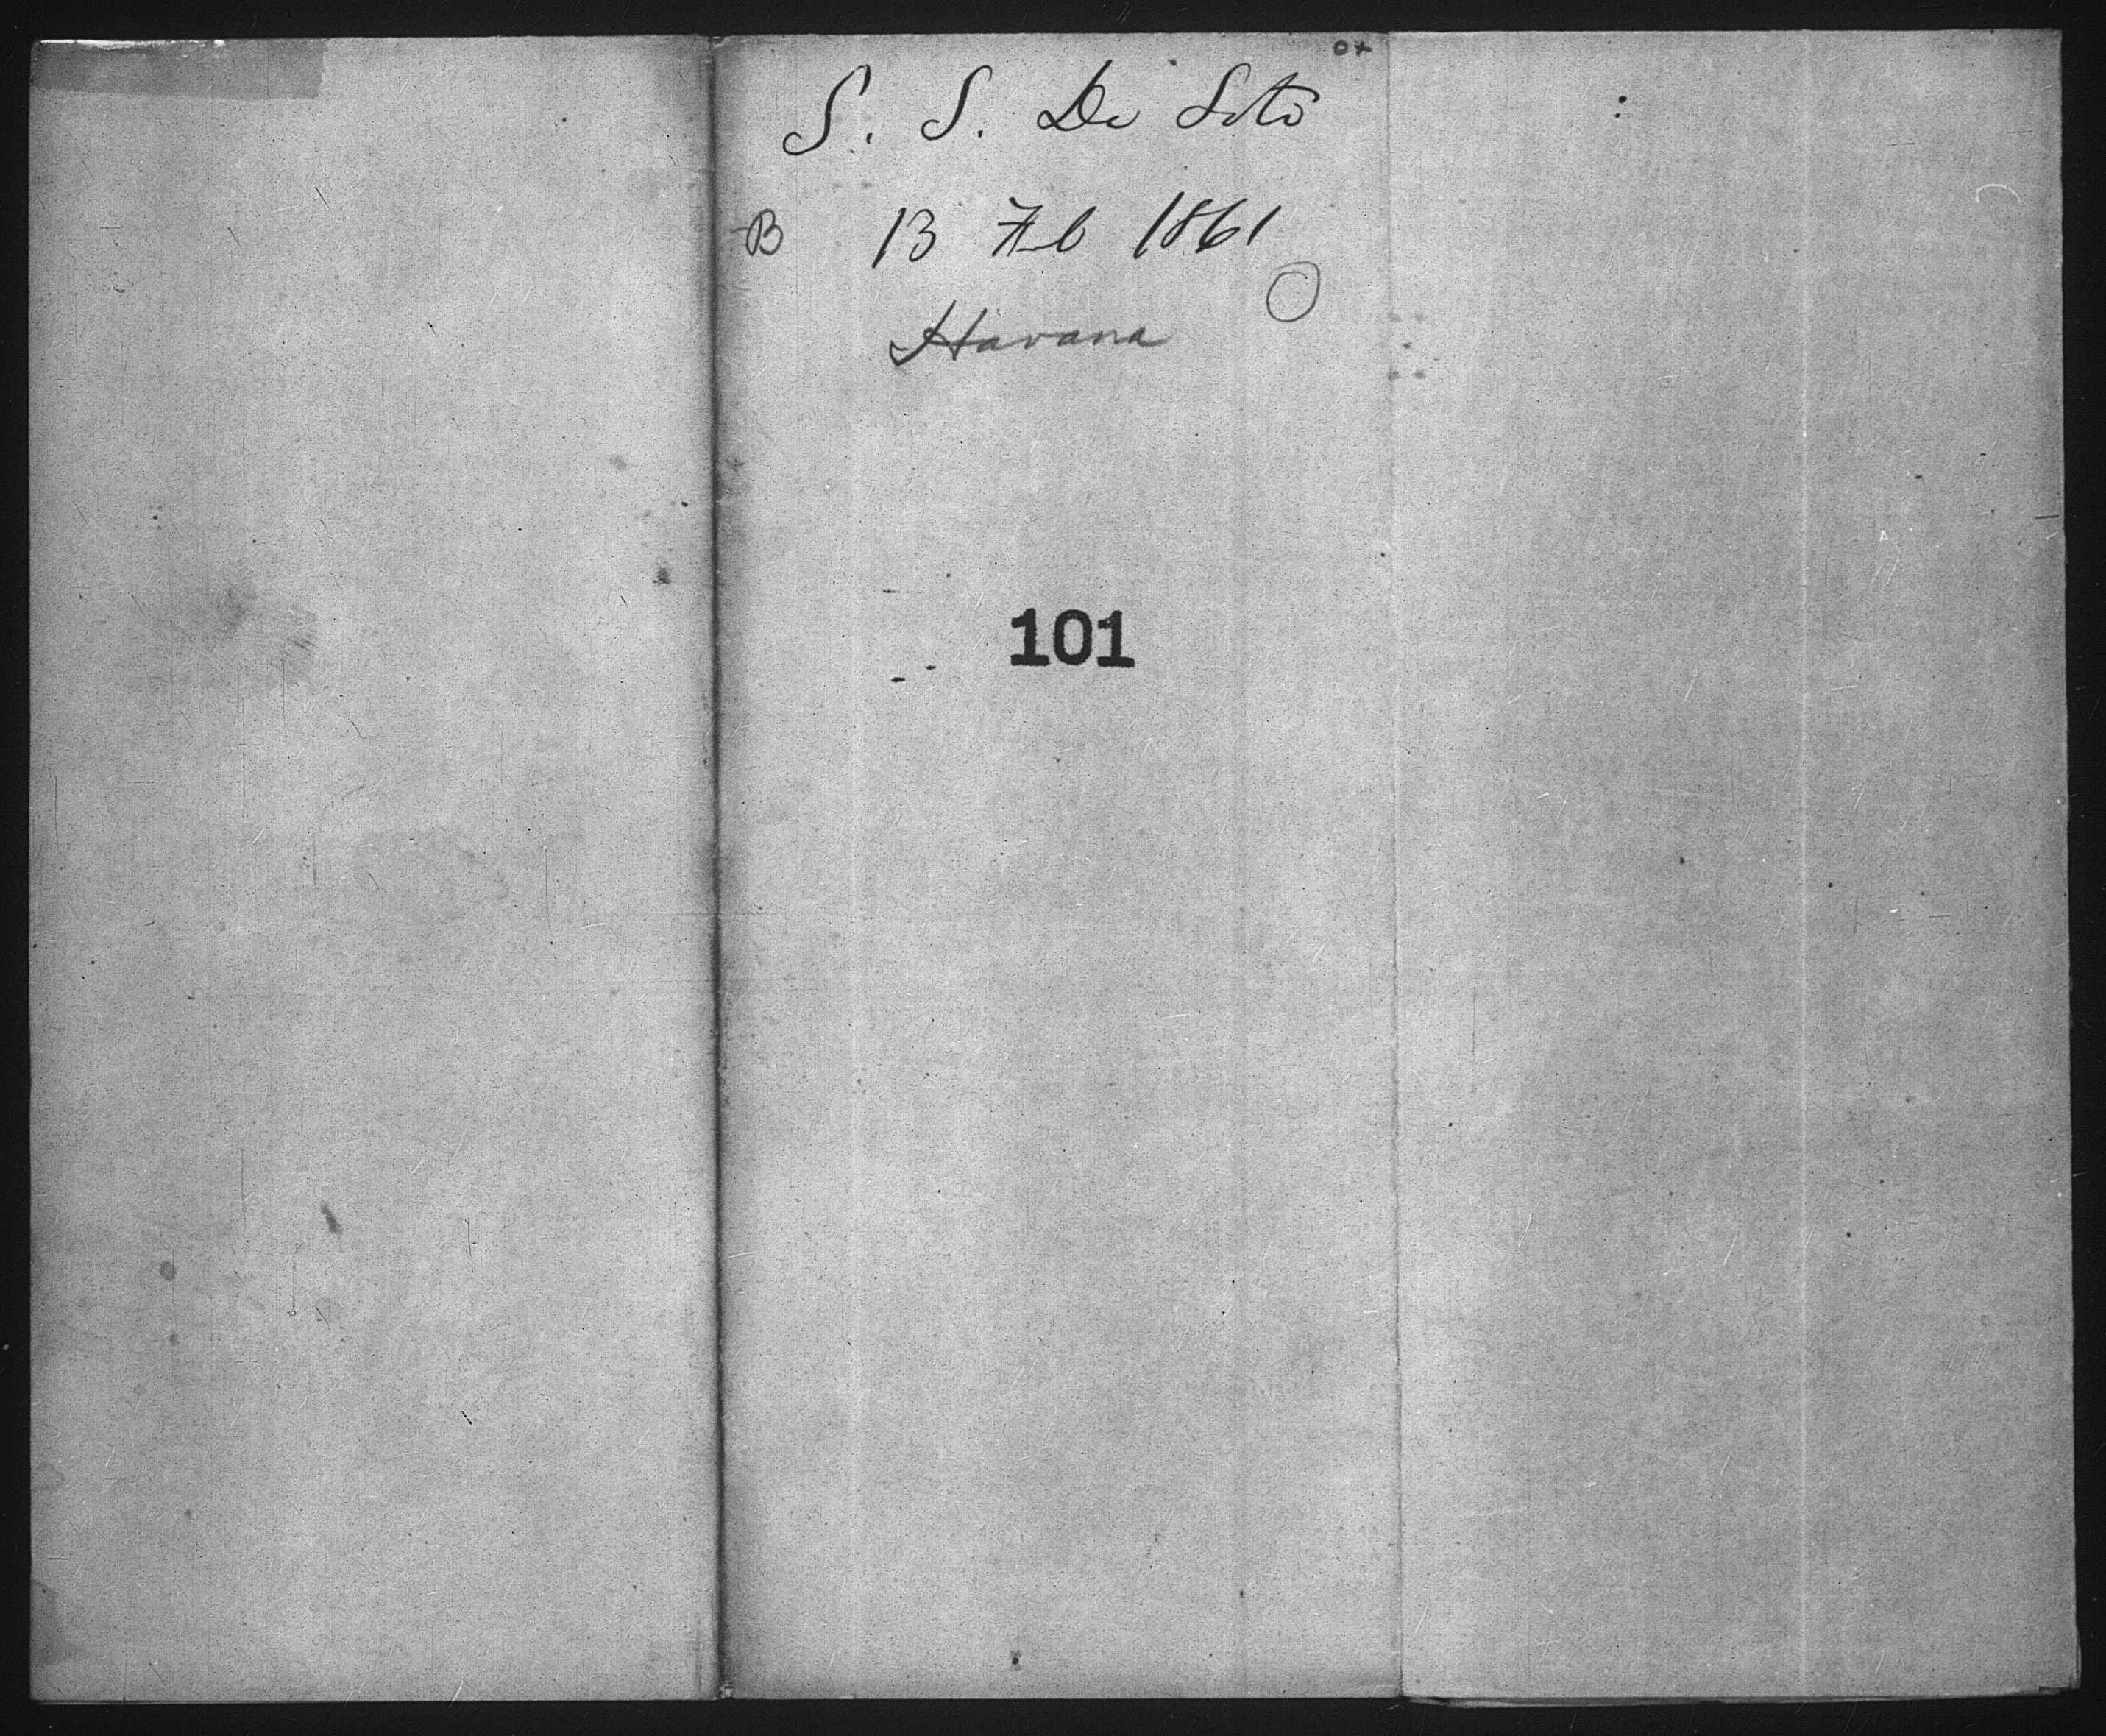 S. S. De Soto
B 13 Feb 1861
Havana
101